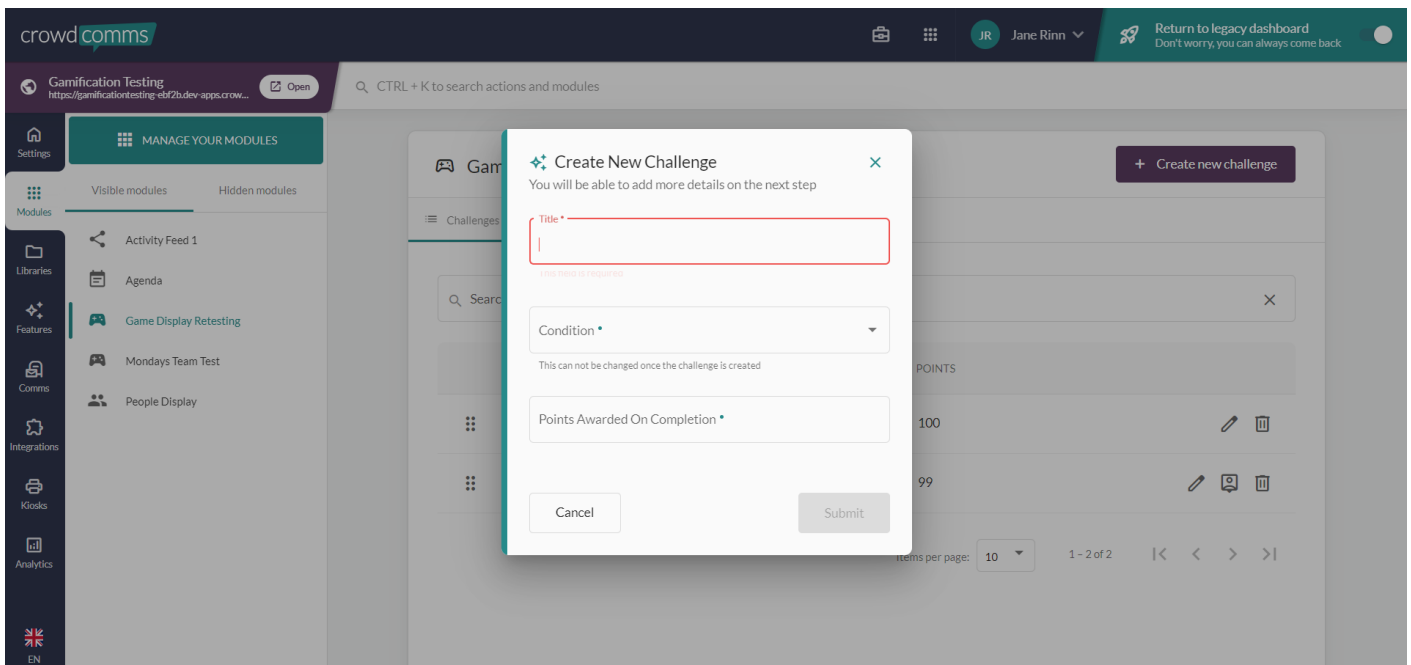 crowdcomms
JR
Jane Rinn
Return to legacy dashboard
Don't worry, you can always come back
Gamification Testing
https://gamificationtesting-ebf2b.dev-apps.crow...
Open
CTRL + K to search actions and modules
Settings
Modules
Libraries
Features
Comms
Integrations
Kiosks
Analytics
EN
MANAGE YOUR MODULES
Visible modules
Hidden modules
Activity Feed 1
Agenda
Game Display Retesting
Mondays Team Test
People Display
Gam
+ Create new challenge
Challenges
Searc
POINTS
100
99
Items per page:
10
1 – 2 of 2
Create New Challenge
You will be able to add more details on the next step
Title *
This field is required
Condition *
This can not be changed once the challenge is created
Points Awarded On Completion *
Cancel
Submit